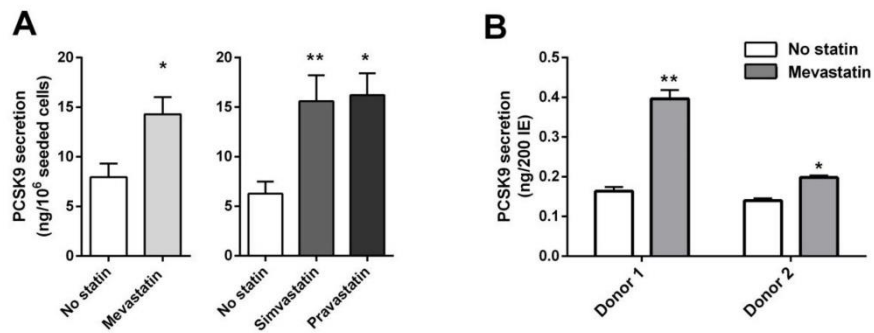 A
PCSK9 secretion
(ng/10⁶ seeded cells)
20
15
10
5
0
*
No statin
Mevastatin
20
15
10
5
0
**
*
No statin
Simvastatin
Pravastatin
B
No statin
Mevastatin
PCSK9 secretion
(ng/200 IE)
0.5
0.4
0.3
0.2
0.1
0.0
**
*
Donor 1
Donor 2